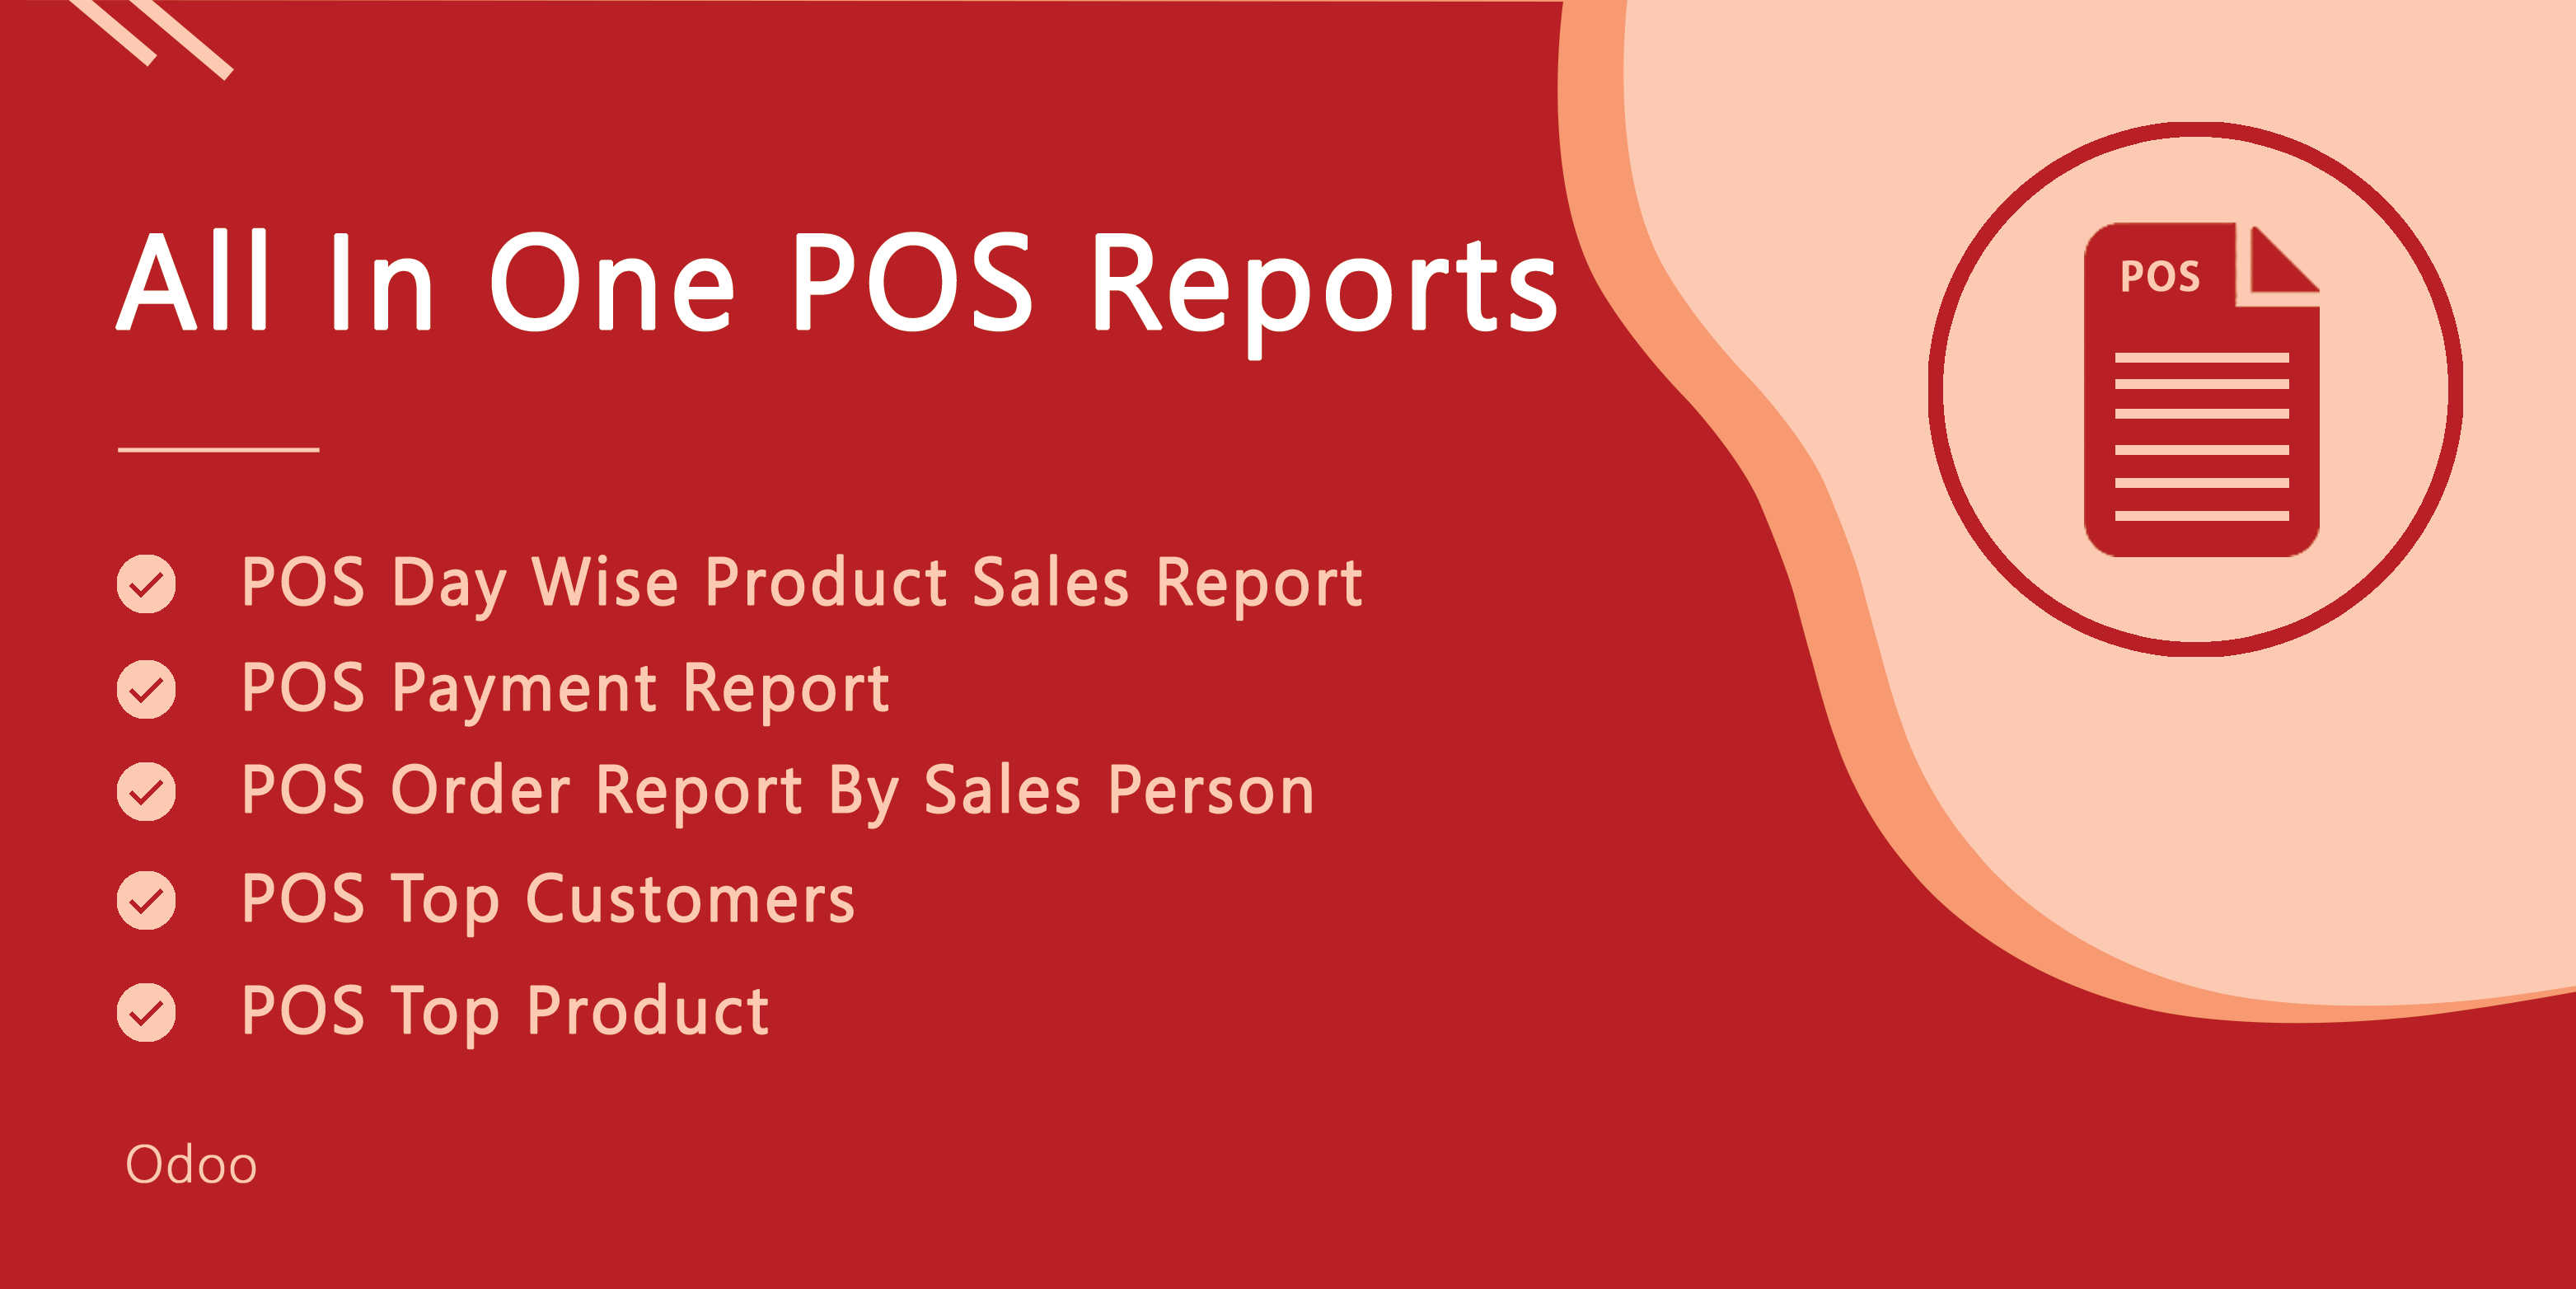 All In One POS Reports
POS
POS Day Wise Product Sales Report
POS Payment Report
POS Order Report By Sales Person
POS Top Customers
POS Top Product
Odoo